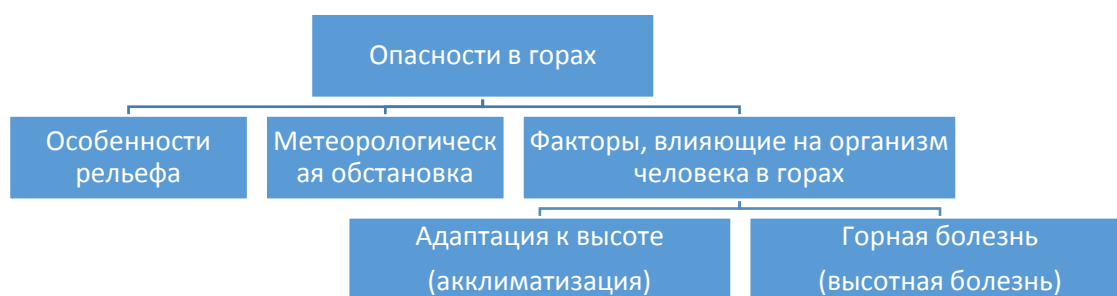 Опасности в горах
Особенности
рельефа
Метеорологическ
ая обстановка
Факторы, влияющие на организм
человека в горах
Адаптация к высоте
(акклиматизация)
Горная болезнь
(высотная болезнь)